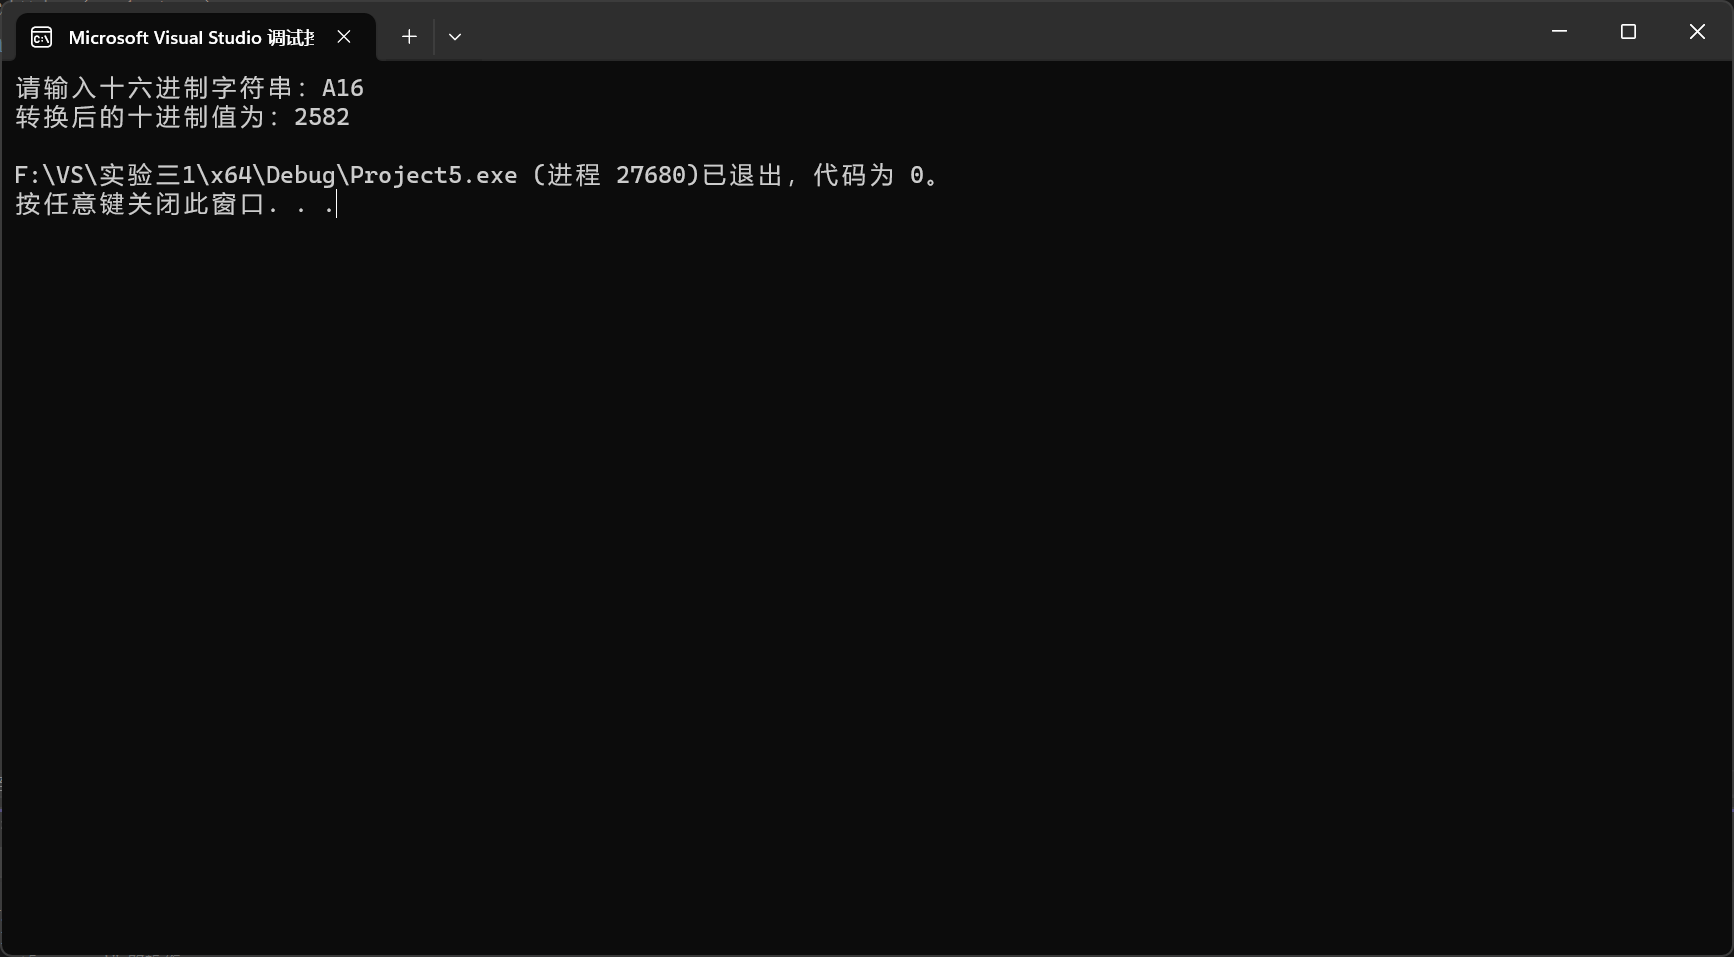 Microsoft Visual Studio 调试
请输入十六进制字符串：A16
转换后的十进制值为：2582
F:\VS\实验三1\x64\Debug\Project5.exe (进程 27680)已退出，代码为 0。
按任意键关闭此窗口. . .